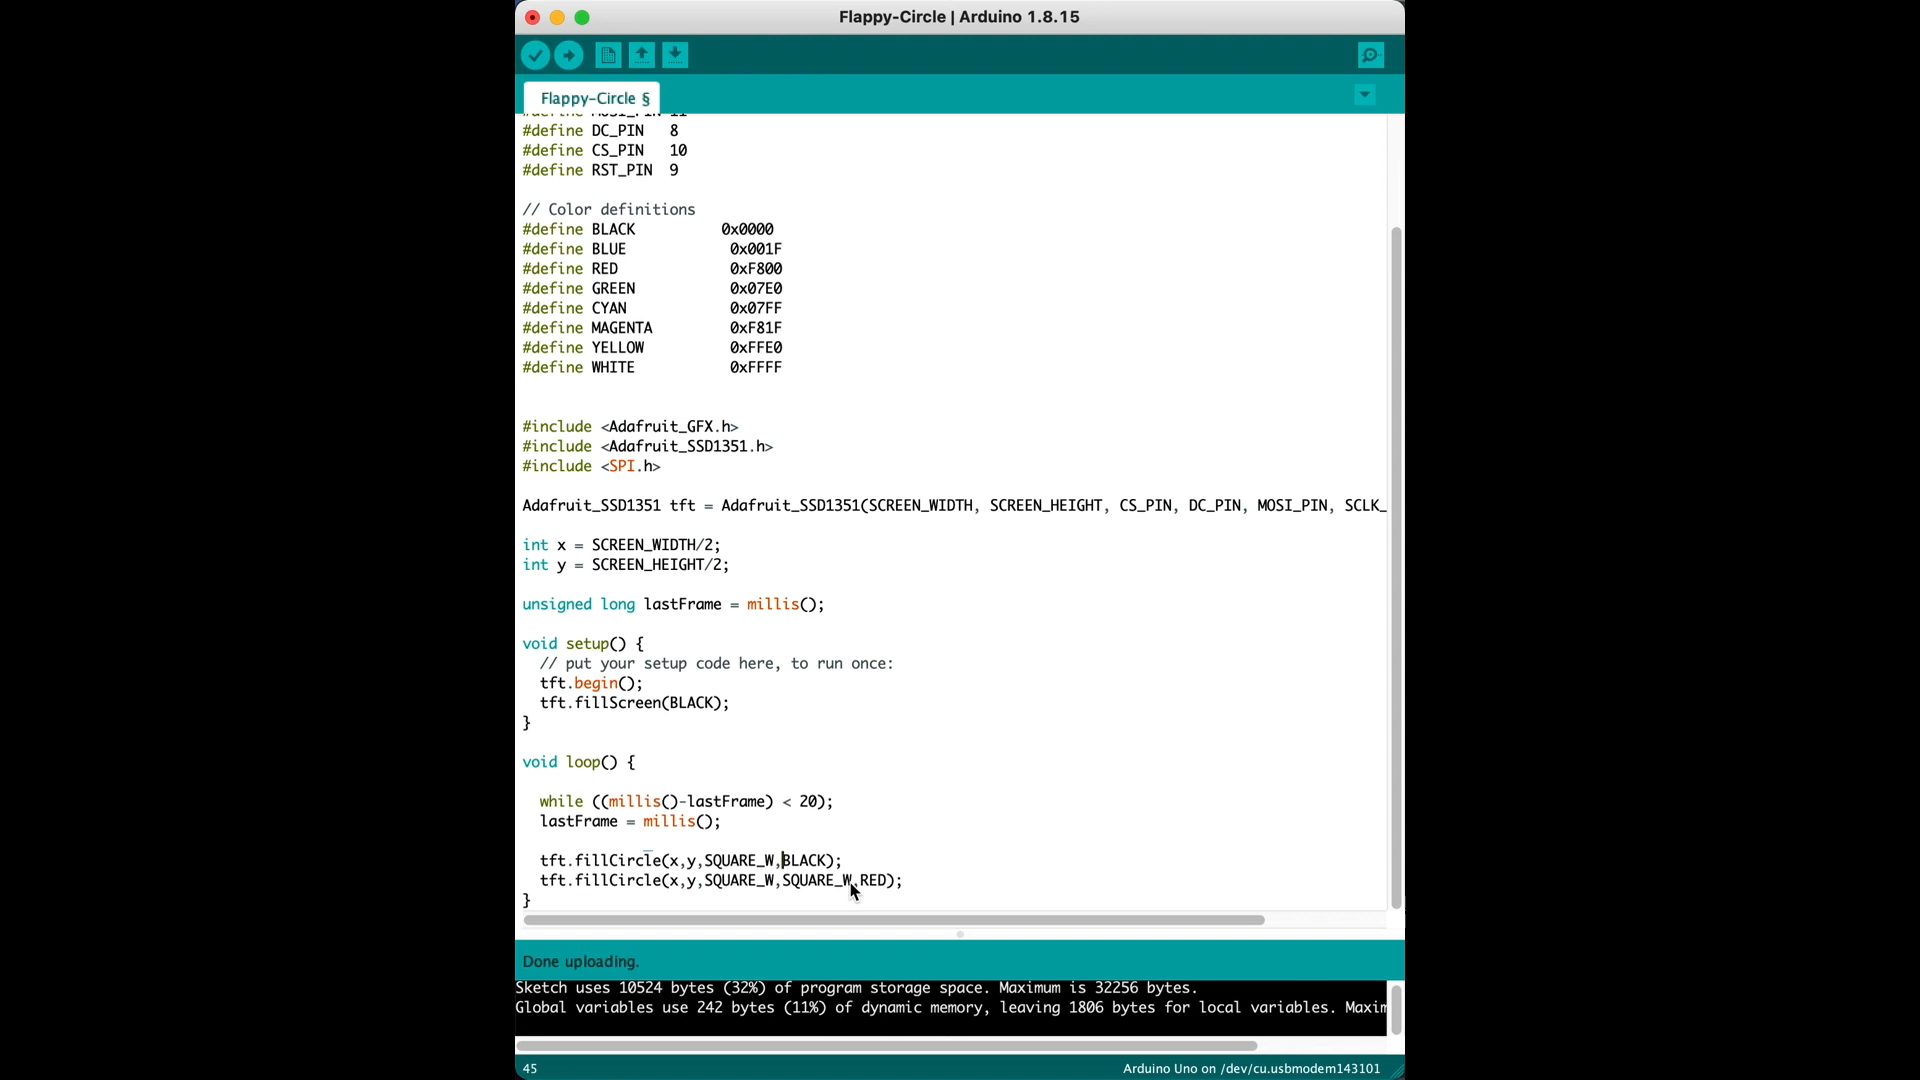 Flappy-Circle | Arduino 1.8.15
Flappy-Circle §
#define MOSI_PIN 11
#define DC_PIN 8
#define CS_PIN 10
#define RST_PIN 9
// Color definitions
#define BLACK 0x0000
#define BLUE 0x001F
#define RED 0xF800
#define GREEN 0x07E0
#define CYAN 0x07FF
#define MAGENTA 0xF81F
#define YELLOW 0xFFE0
#define WHITE 0xFFFF
#include <Adafruit_GFX.h>
#include <Adafruit_SSD1351.h>
#include <SPI.h>
Adafruit_SSD1351 tft = Adafruit_SSD1351(SCREEN_WIDTH, SCREEN_HEIGHT, CS_PIN, DC_PIN, MOSI_PIN, SCLK_
int x = SCREEN_WIDTH/2;
int y = SCREEN_HEIGHT/2;
unsigned long lastFrame = millis();
void setup() {
// put your setup code here, to run once:
tft.begin();
tft.fillScreen(BLACK);
}
void loop() {
while ((millis()-lastFrame) < 20);
lastFrame = millis();
tft.fillCircle(x,y,SQUARE_W,BLACK);
tft.fillCircle(x,y,SQUARE_W,SQUARE_W,RED);
}
Done uploading.
Sketch uses 10524 bytes (32%) of program storage space. Maximum is 32256 bytes.
Global variables use 242 bytes (11%) of dynamic memory, leaving 1806 bytes for local variables. Maxim
45
Arduino Uno on /dev/cu.usbmodem143101